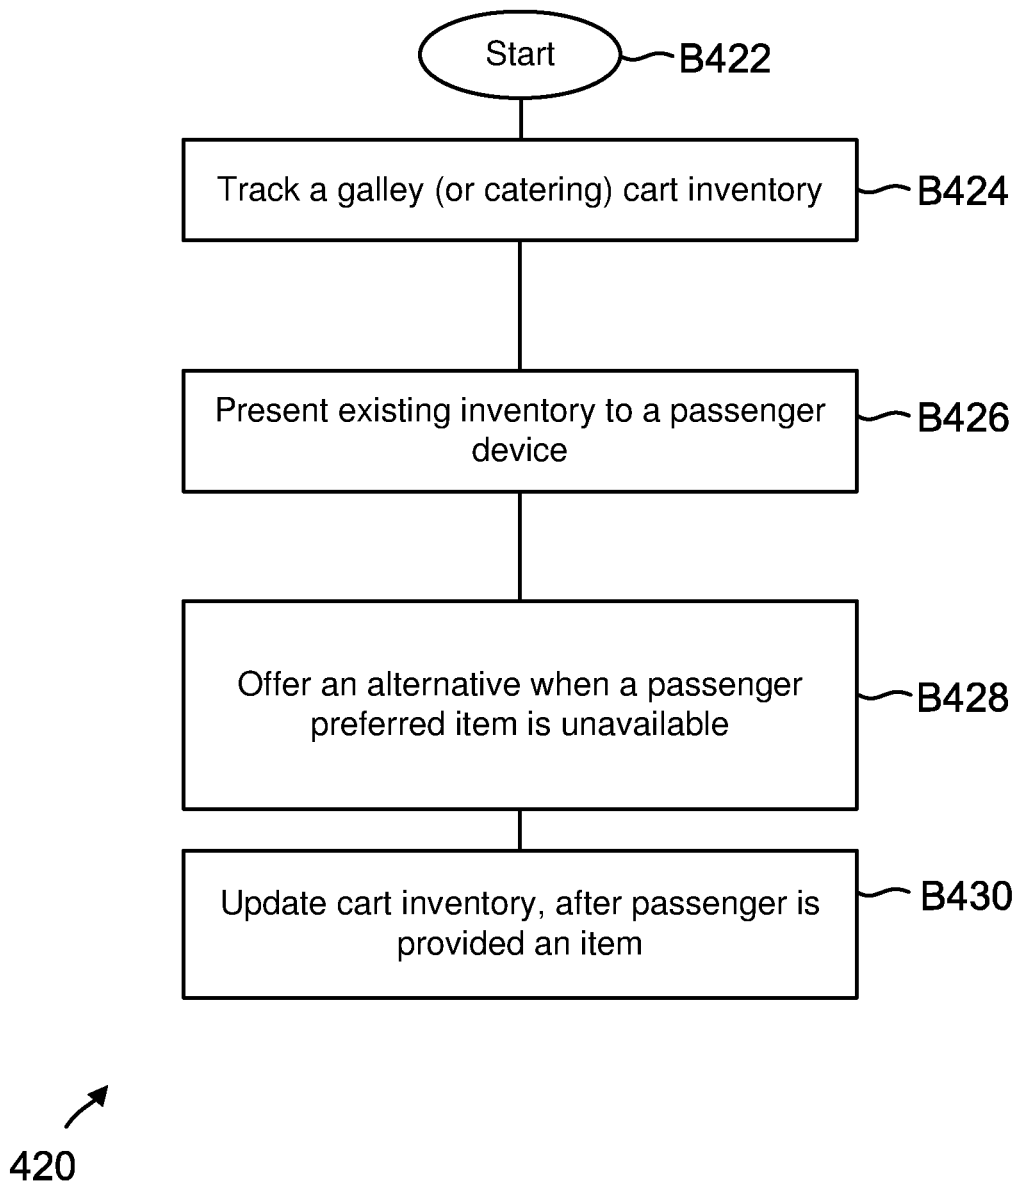 Start
B422
Track a galley (or catering) cart inventory
B424
Present existing inventory to a passenger
device
B426
Offer an alternative when a passenger
preferred item is unavailable
B428
Update cart inventory, after passenger is
provided an item
B430
420